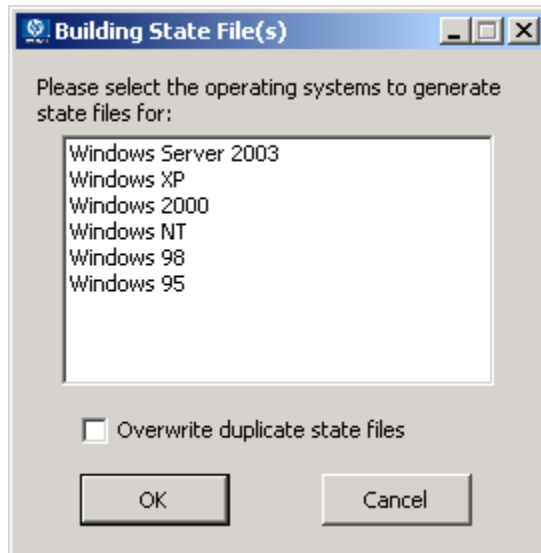 Building State File(s)
Please select the operating systems to generate
state files for:
Windows Server 2003
Windows XP
Windows 2000
Windows NT
Windows 98
Windows 95
Overwrite duplicate state files
OK
Cancel